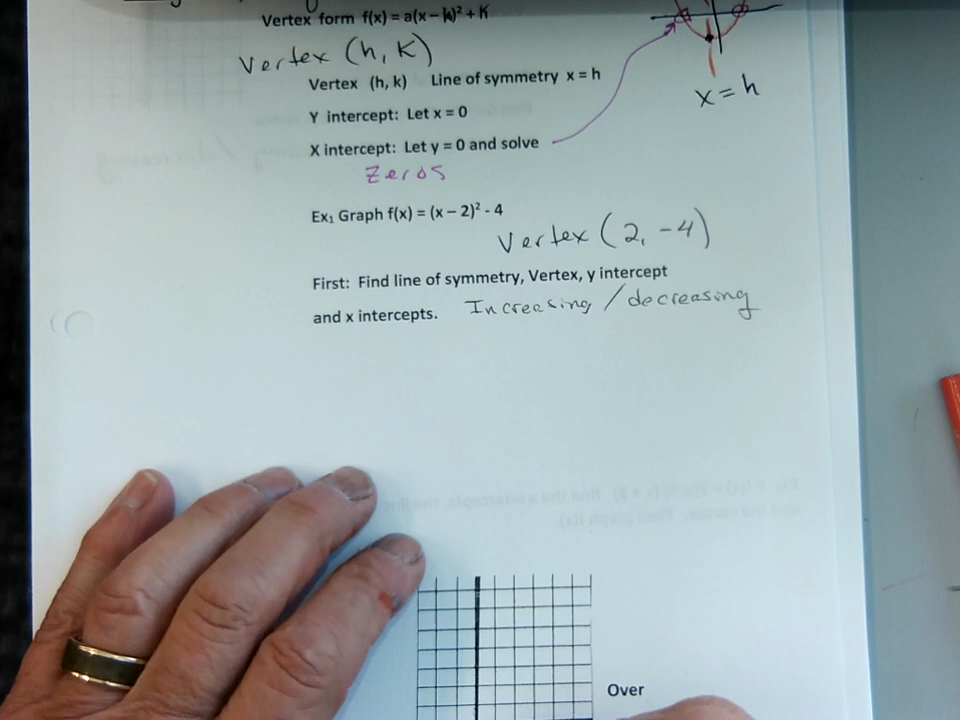 Vertex form f(x) = a(x – h)² + k
Vertex (h, k)
Vertex (h, k) Line of symmetry x = h
x = h
Y intercept: Let x = 0
X intercept: Let y = 0 and solve
Zeros
Ex₁ Graph f(x) = (x – 2)² - 4
Vertex (2, -4)
First: Find line of symmetry, Vertex, y intercept
and x intercepts. Increasing / decreasing
Over